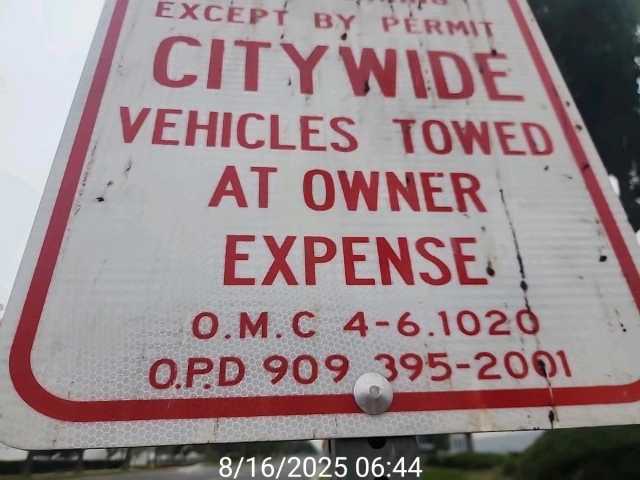 EXCEPT BY PERMIT
CITYWIDE
VEHICLES TOWED
AT OWNER
EXPENSE
O.M.C 4-6.1020
O.P.D 909 395-2001
8/16/2025 06:44